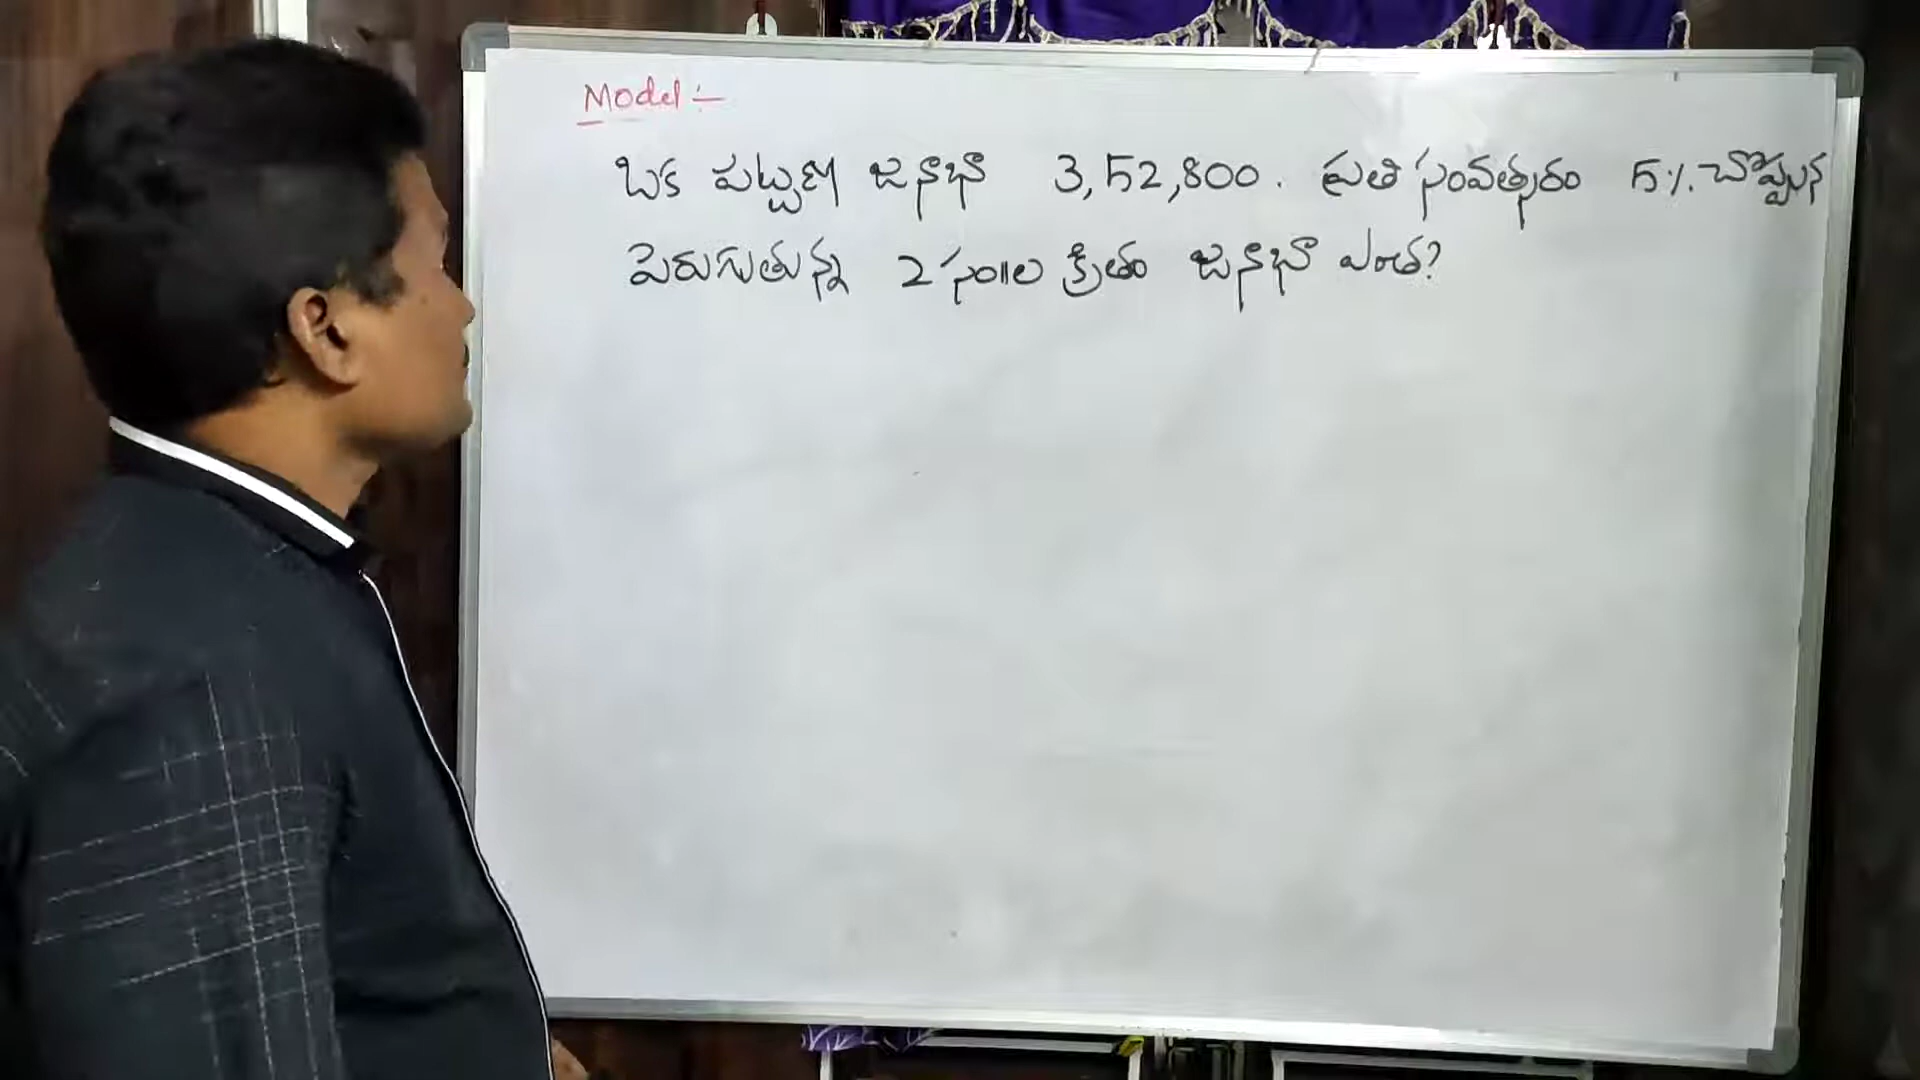 Model :-
ఒక పట్టణ జనాభా 3,52,800. ప్రతి సంవత్సరం 5% చొప్పున
పెరుగుతున్న 2 సం॥ల క్రితం జనాభా ఎంత?